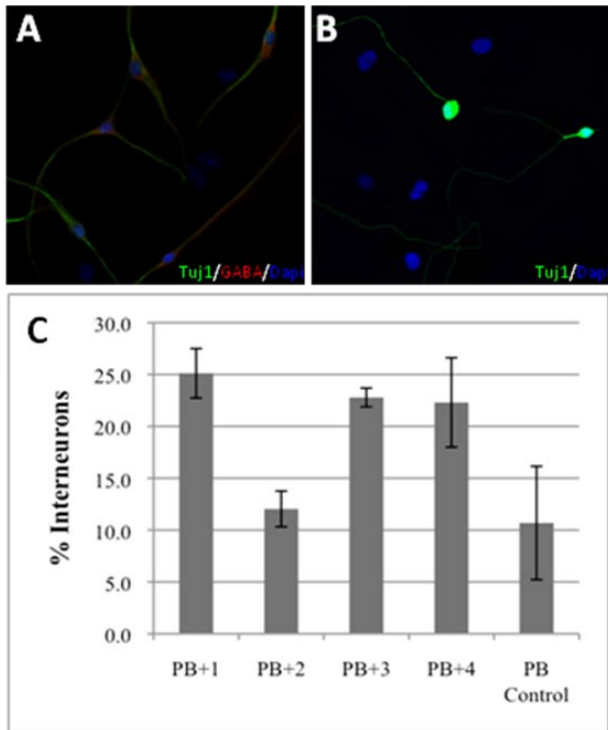 A
B
Tuj1/GABA/Dapi
Tuj1/Dapi
C
30.0
25.0
20.0
15.0
10.0
5.0
0.0
% Interneurons
PB+1 PB+2 PB+3 PB+4 PB Control